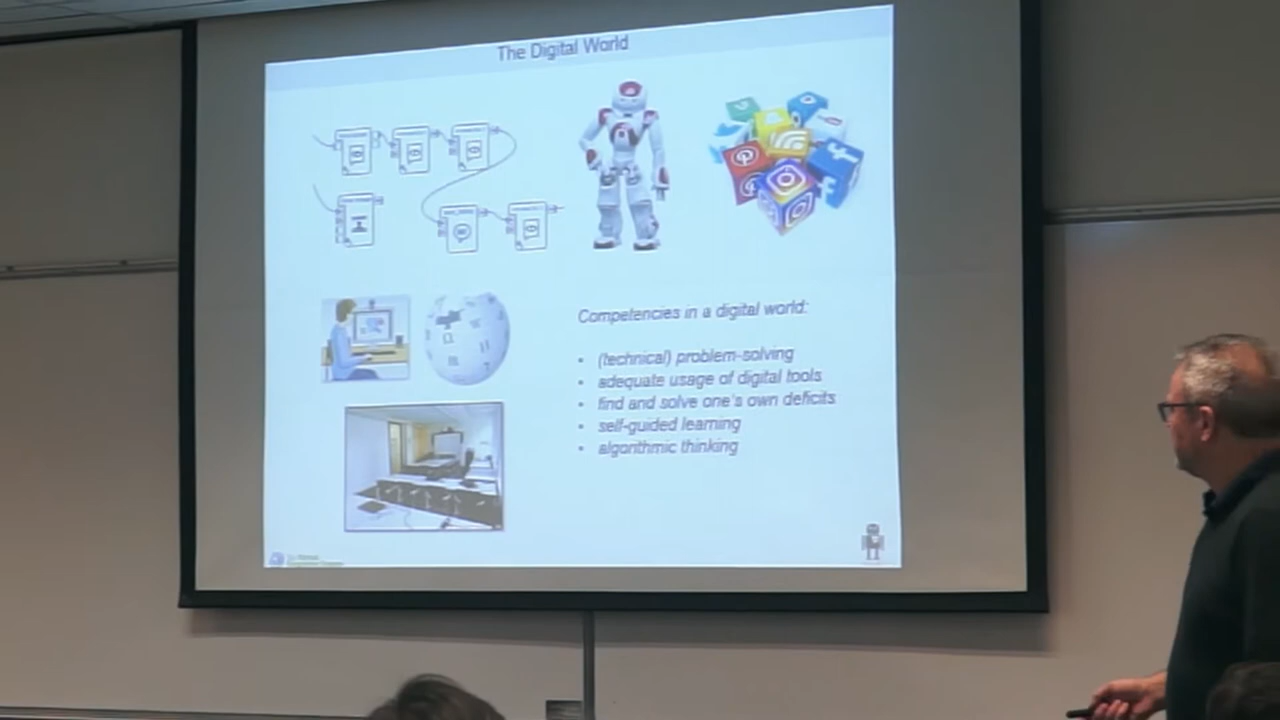 The Digital World
Competencies in a digital world:
• (technical) problem-solving
• adequate usage of digital tools
• find and solve one's own deficits
• self-guided learning
• algorithmic thinking